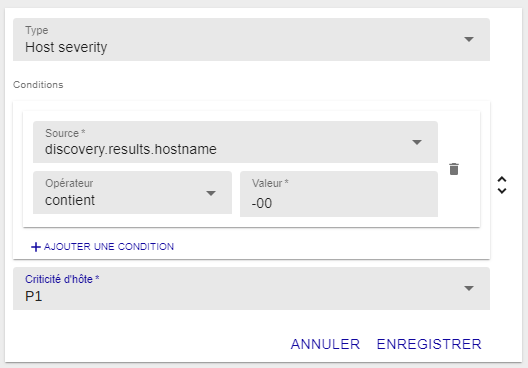 Type
Host severity
Conditions
Source *
discovery.results.hostname
Opérateur
contient
Valeur *
-00
+ AJOUTER UNE CONDITION
Criticité d'hôte *
P1
ANNULER ENREGISTRER